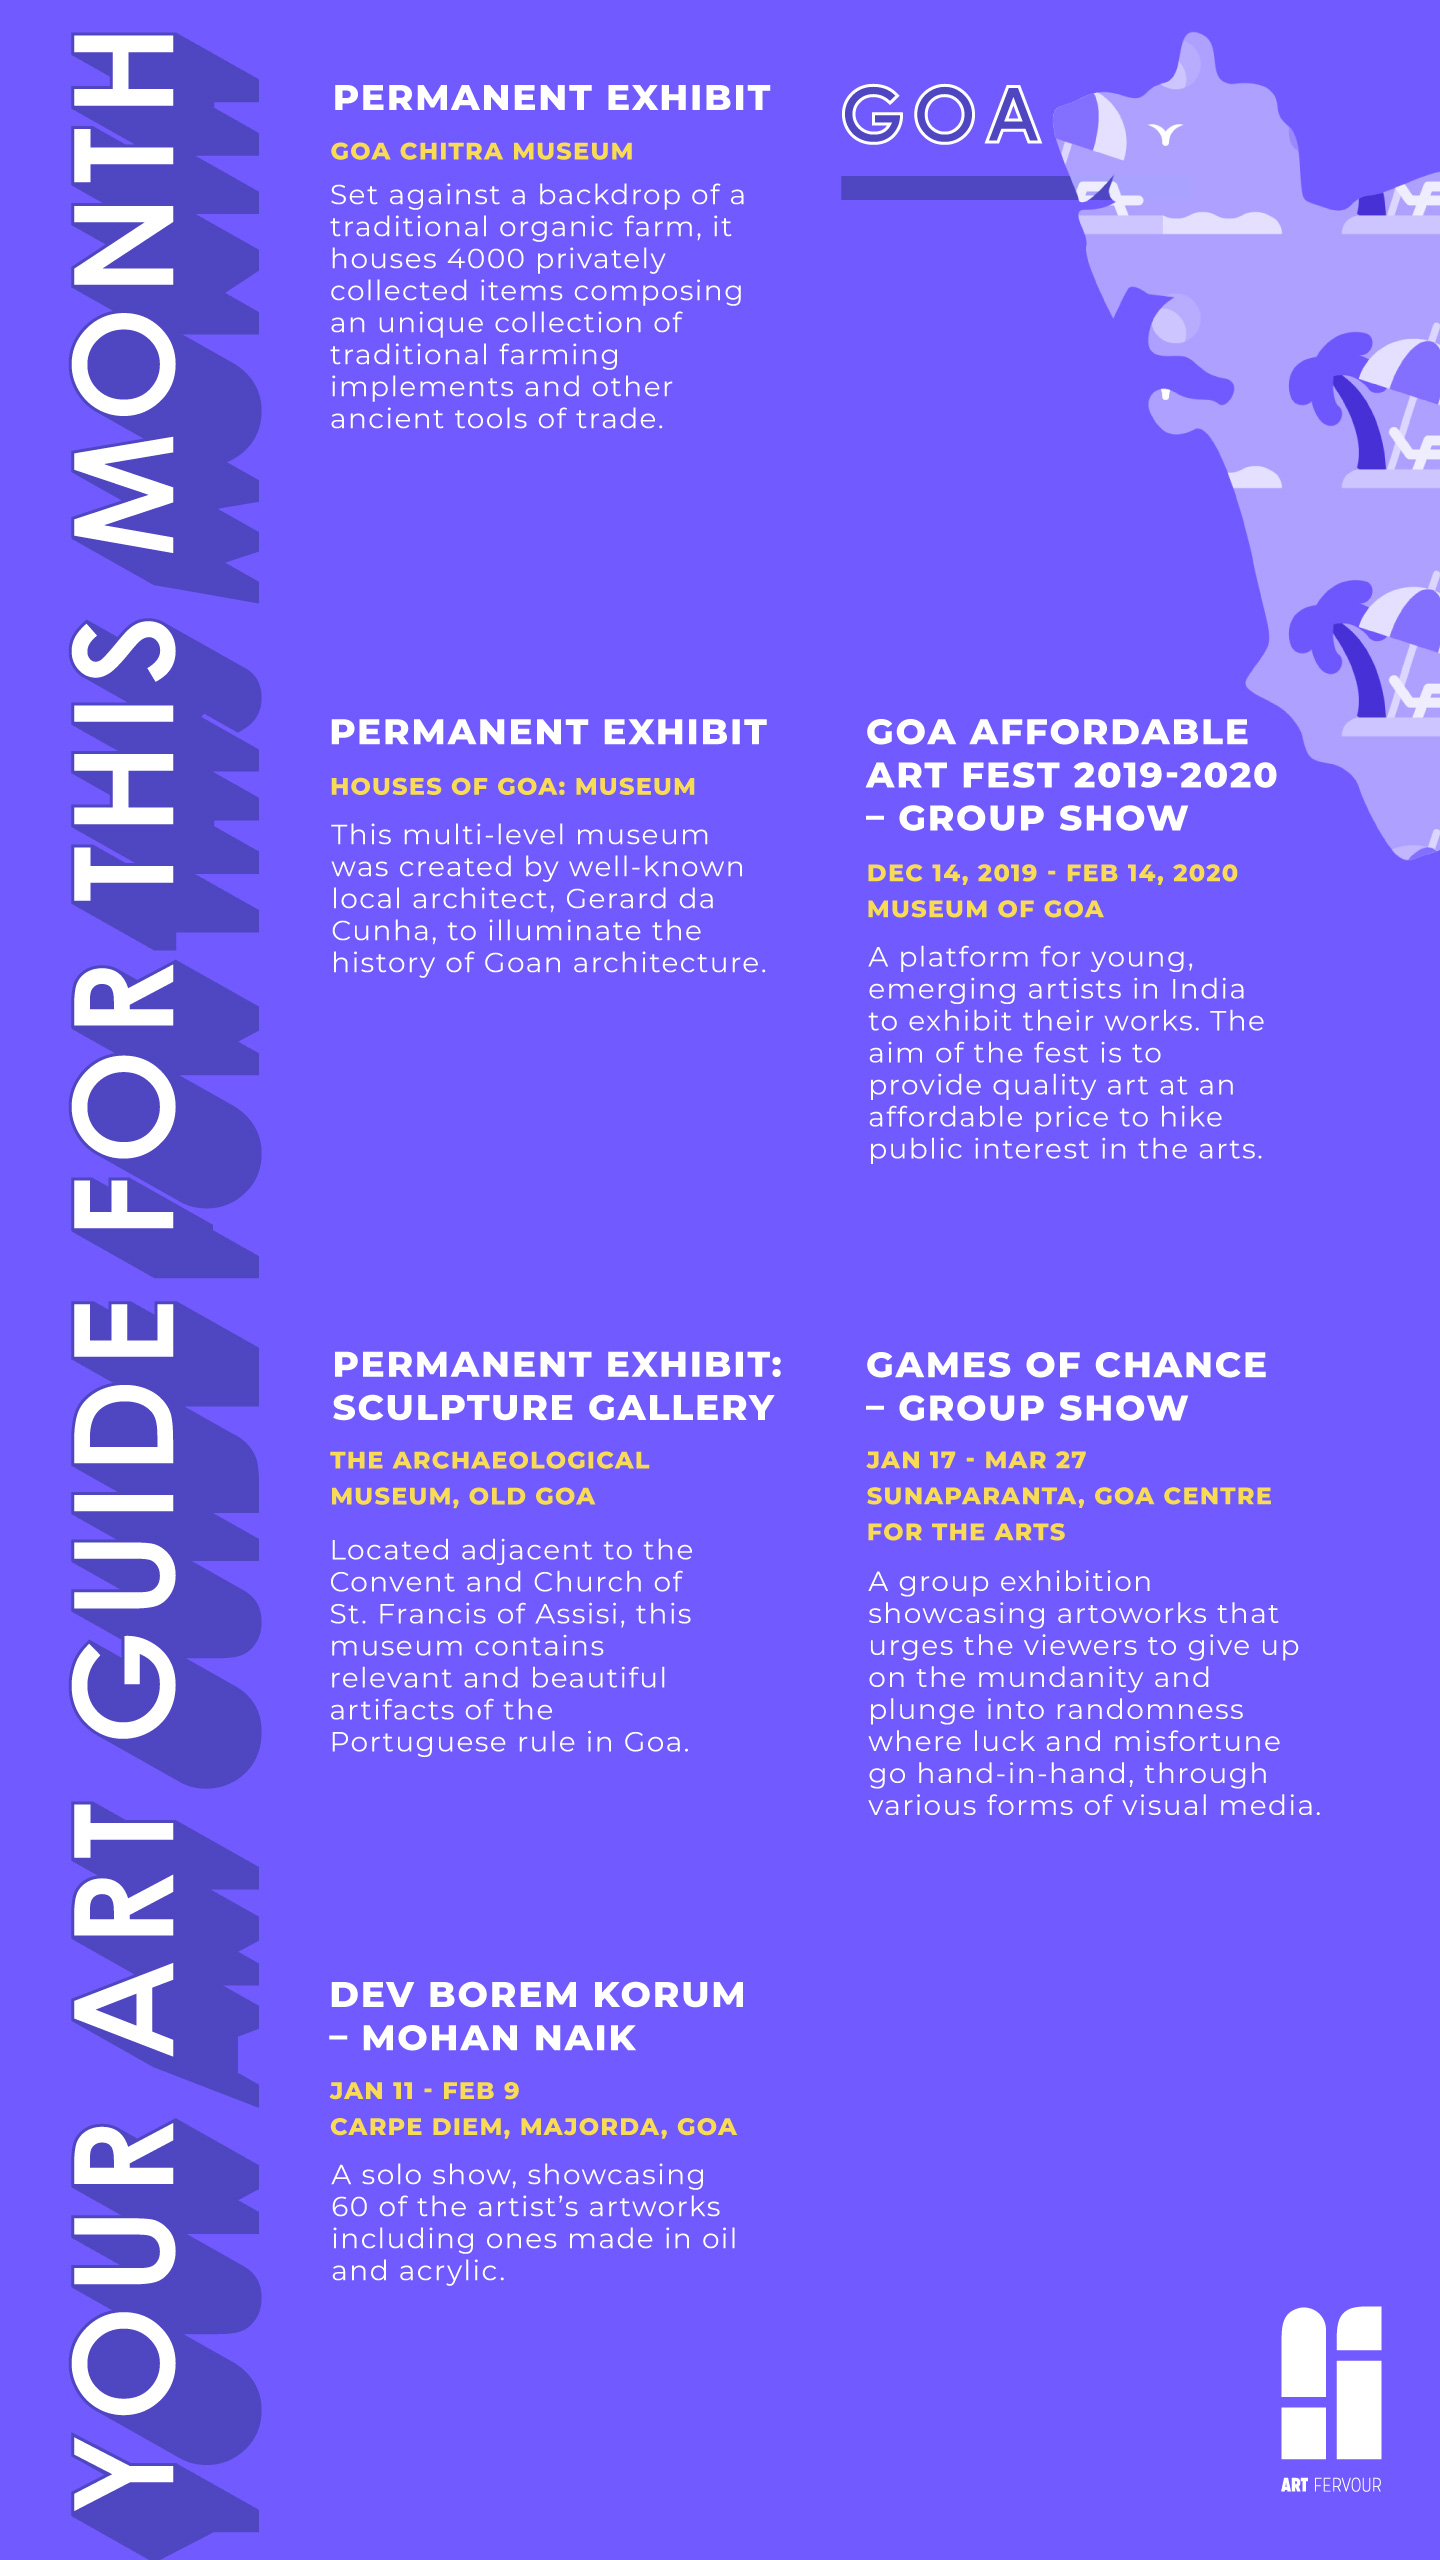 YOUR ART GUIDE FOR THIS MONTH
GOA
PERMANENT EXHIBIT
GOA CHITRA MUSEUM
Set against a backdrop of a
traditional organic farm, it
houses 4000 privately
collected items composing
an unique collection of
traditional farming
implements and other
ancient tools of trade.
PERMANENT EXHIBIT
HOUSES OF GOA: MUSEUM
This multi-level museum
was created by well-known
local architect, Gerard da
Cunha, to illuminate the
history of Goan architecture.
GOA AFFORDABLE
ART FEST 2019-2020
– GROUP SHOW
DEC 14, 2019 - FEB 14, 2020
MUSEUM OF GOA
A platform for young,
emerging artists in India
to exhibit their works. The
aim of the fest is to
provide quality art at an
affordable price to hike
public interest in the arts.
PERMANENT EXHIBIT:
SCULPTURE GALLERY
THE ARCHAEOLOGICAL
MUSEUM, OLD GOA
Located adjacent to the
Convent and Church of
St. Francis of Assisi, this
museum contains
relevant and beautiful
artifacts of the
Portuguese rule in Goa.
GAMES OF CHANCE
– GROUP SHOW
JAN 17 - MAR 27
SUNAPARANTA, GOA CENTRE
FOR THE ARTS
A group exhibition
showcasing artoworks that
urges the viewers to give up
on the mundanity and
plunge into randomness
where luck and misfortune
go hand-in-hand, through
various forms of visual media.
DEV BOREM KORUM
– MOHAN NAIK
JAN 11 - FEB 9
CARPE DIEM, MAJORDA, GOA
A solo show, showcasing
60 of the artist’s artworks
including ones made in oil
and acrylic.
ART FERVOUR